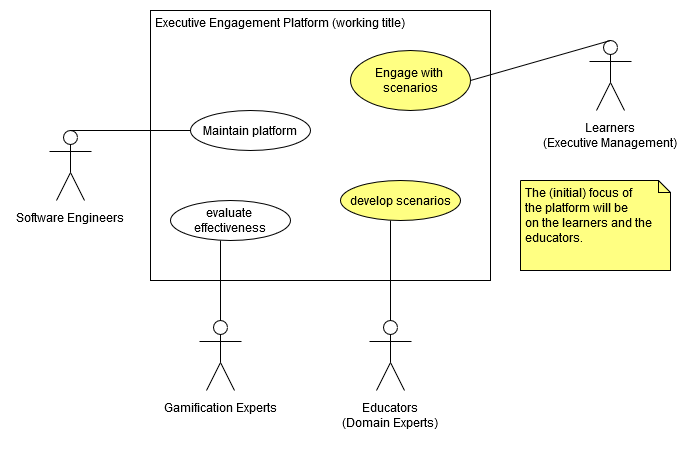 Executive Engagement Platform (working title)
Engage with
scenarios
Maintain platform
Learners
(Executive Management)
Software Engineers
evaluate
effectiveness
develop scenarios
The (initial) focus of
the platform will be
on the learners and the
educators.
Gamification Experts
Educators
(Domain Experts)